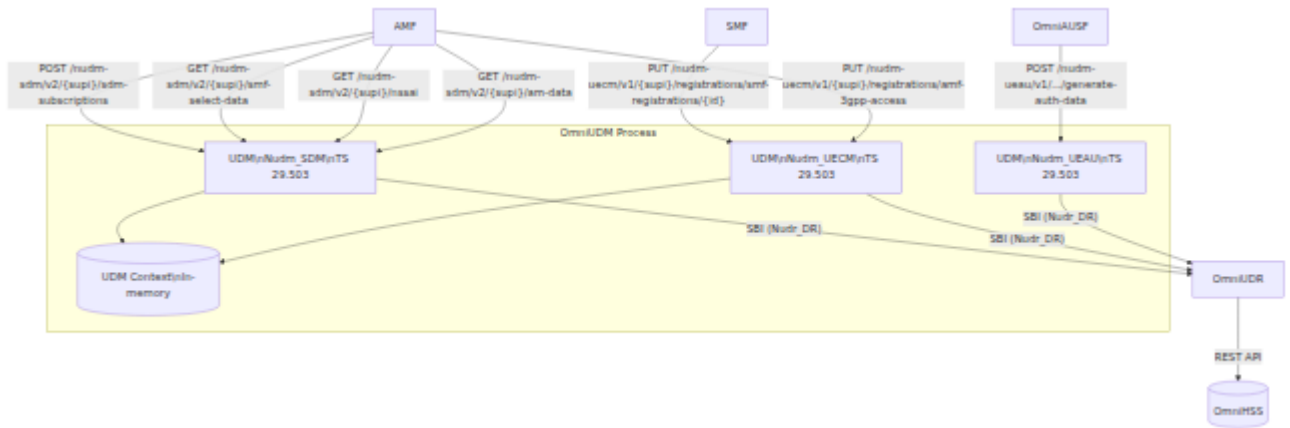 AMF
SMF
OmniAUSF
POST /nudm-
sdm/v2/{supi}/sdm-
subscriptions
GET /nudm-
sdm/v2/{supi}/smf-
select-data
GET /nudm-
sdm/v2/{supi}/nssai
GET /nudm-
sdm/v2/{supi}/am-data
PUT /nudm-
uecm/v1/{supi}/registrations/smf-
registrations/{id}
PUT /nudm-
uecm/v1/{supi}/registrations/amf-
3gpp-access
POST /nudm-
ueau/v1/.../generate-
auth-data
OmniUDM Process
UDM\nNudm_SDM\nTS
29.503
UDM\nNudm_UECM\nTS
29.503
UDM\nNudm_UEAU\nTS
29.503
SBI (Nudr_DR)
SBI (Nudr_DR)
SBI (Nudr_DR)
UDM Context\nIn-
memory
OmniUDR
REST API
OmniHSS